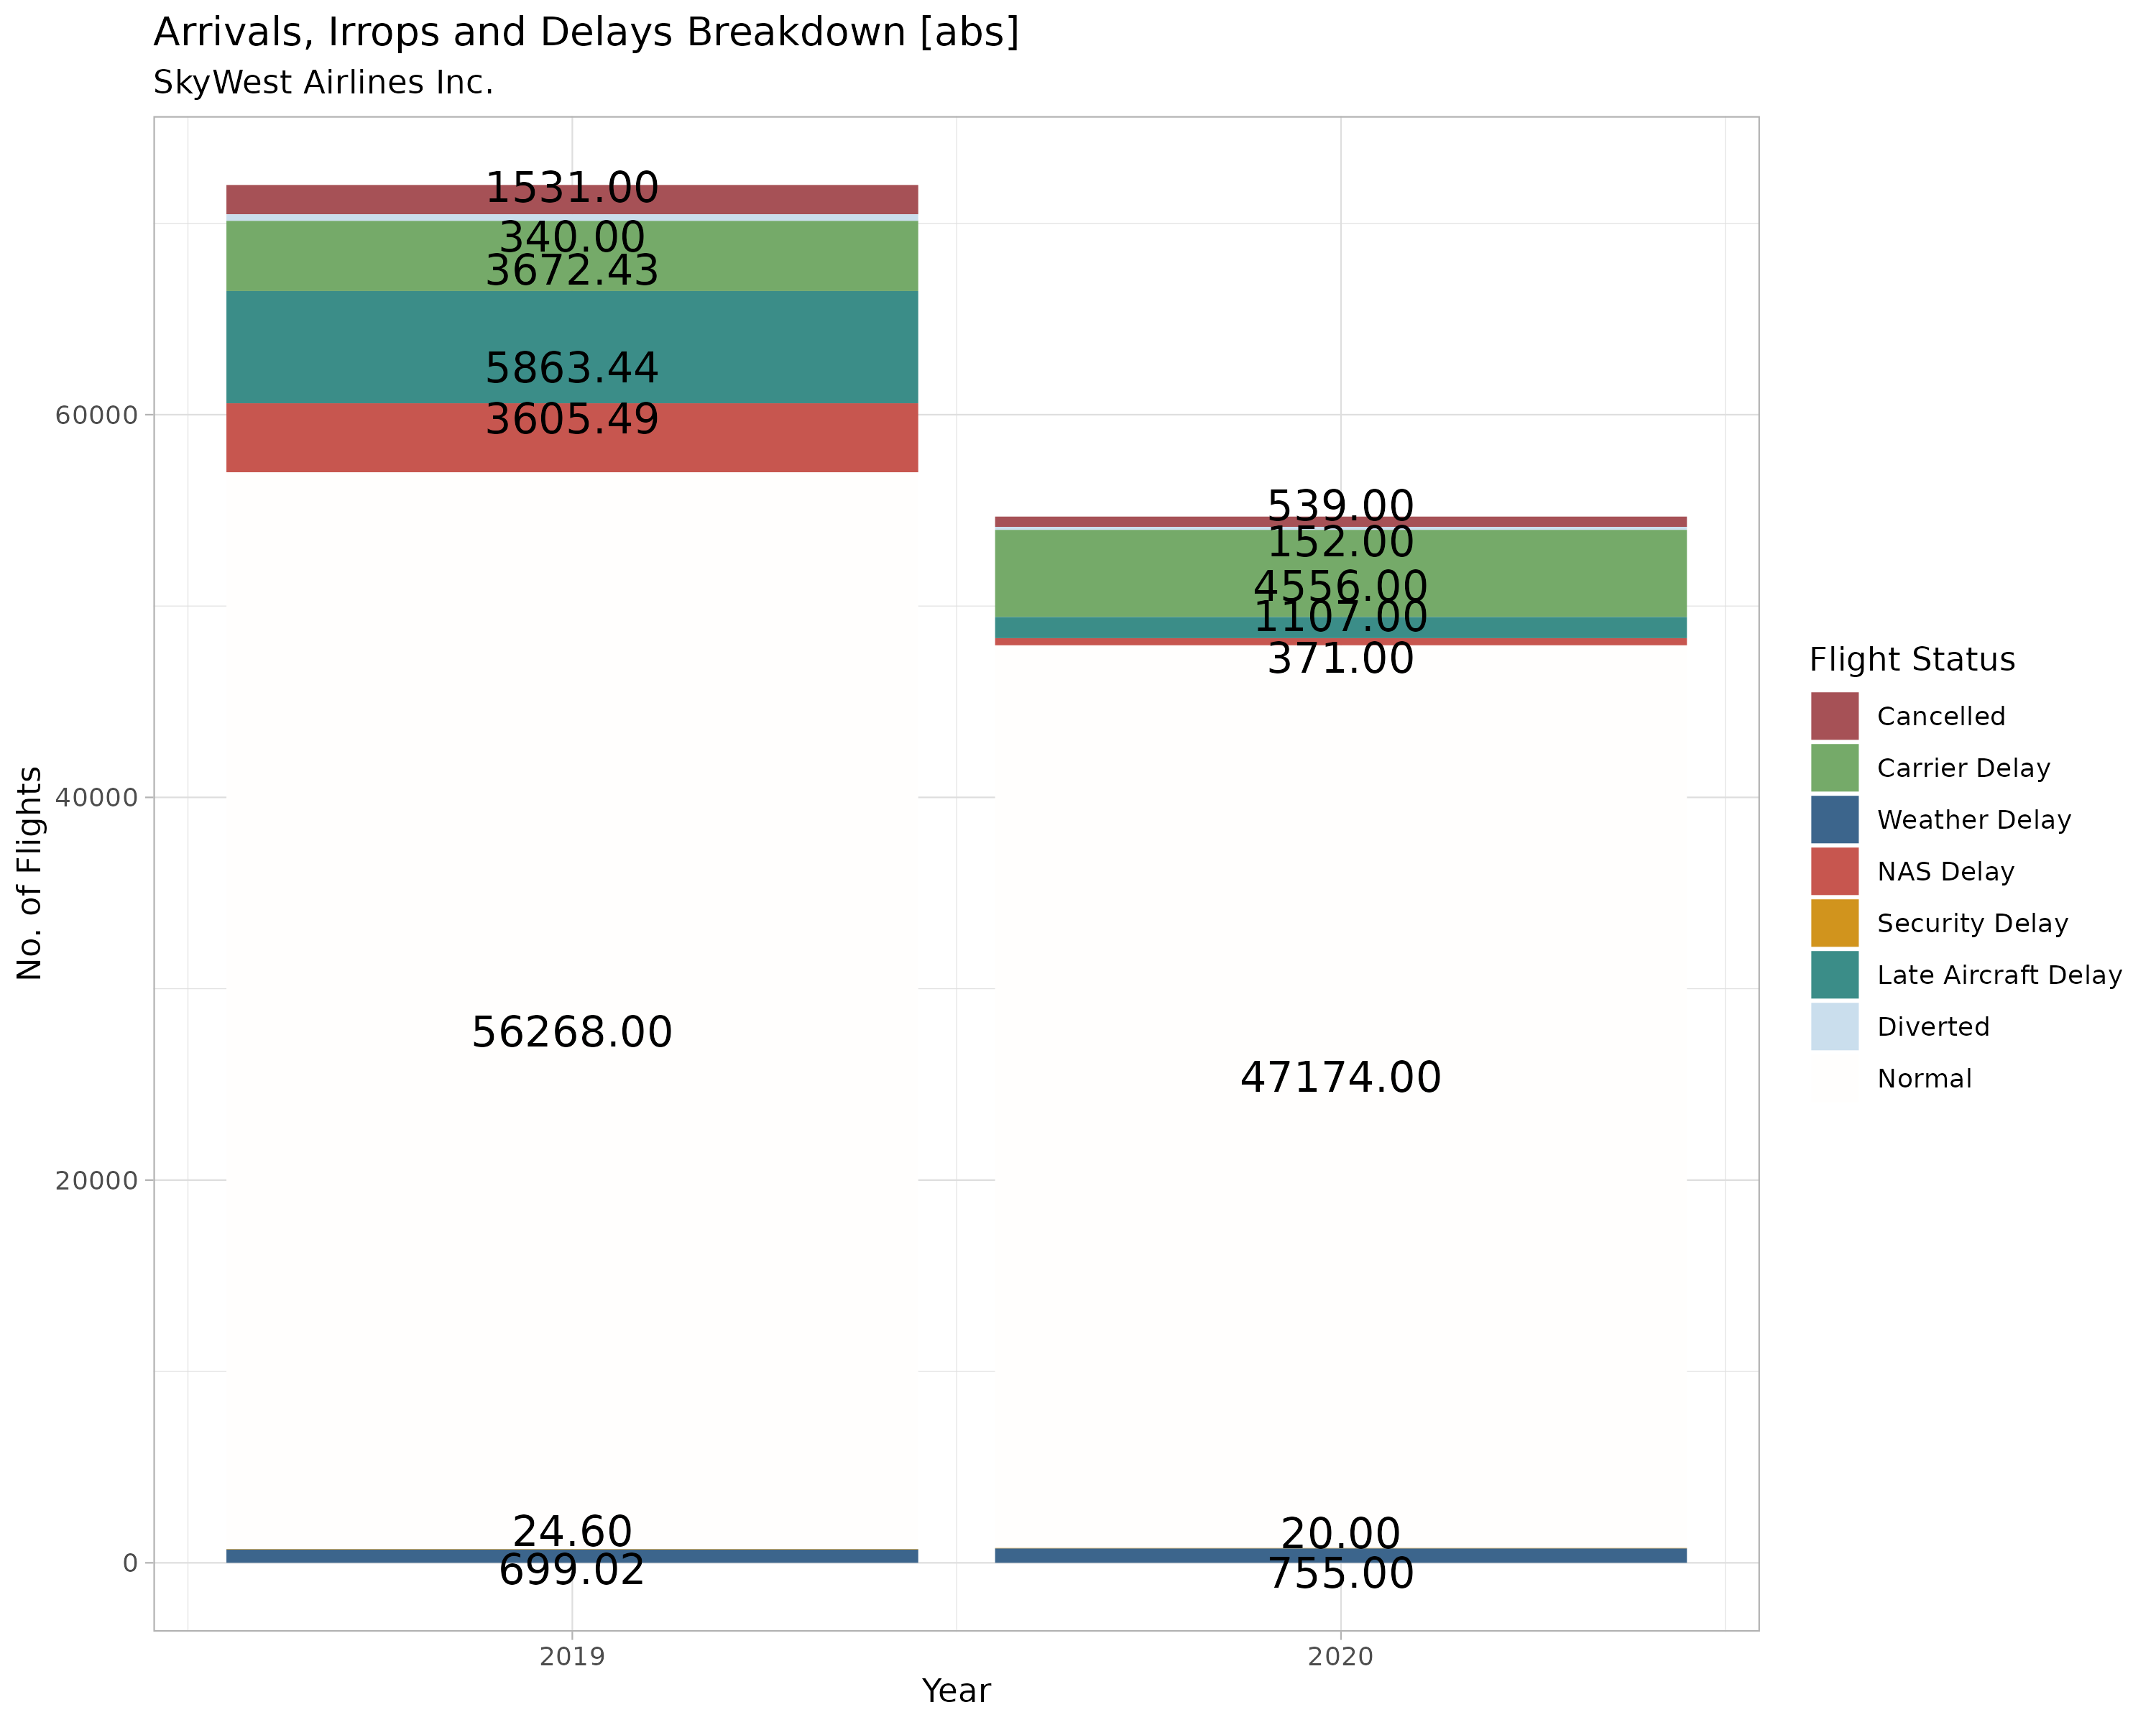 Arrivals, Irrops and Delays Breakdown [abs]
SkyWest Airlines Inc.
No. of Flights
60000
40000
20000
0
1531.00
340.00
3672.43
5863.44
3605.49
56268.00
24.60
699.02
539.00
152.00
4556.00
1107.00
371.00
47174.00
20.00
755.00
2019
2020
Year
Flight Status
Cancelled
Carrier Delay
Weather Delay
NAS Delay
Security Delay
Late Aircraft Delay
Diverted
Normal